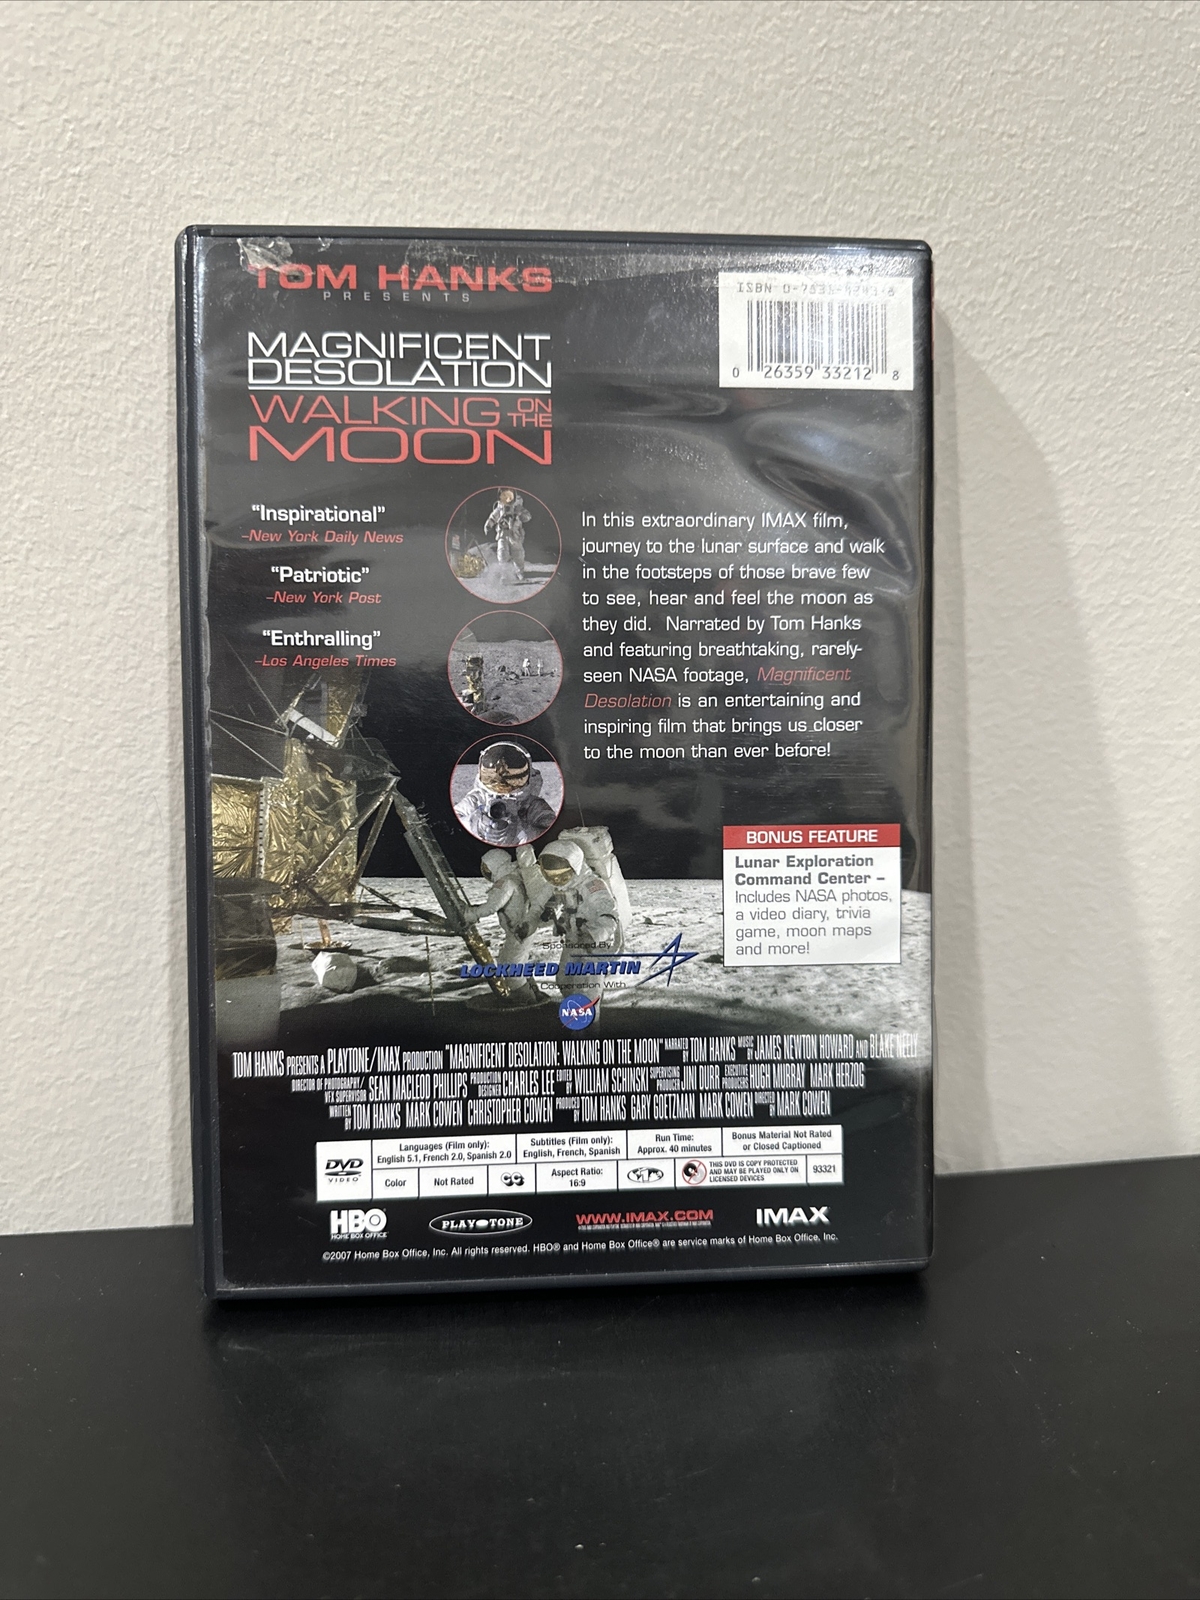 TOM HANKS
PRESENTS
MAGNIFICENT
DESOLATION
WALKING ON THE
MOON
ISBN 0-7831-
0 26359 33212 8
"Inspirational"
–New York Daily News
"Patriotic"
–New York Post
"Enthralling"
–Los Angeles Times
In this extraordinary IMAX film,
journey to the lunar surface and walk
in the footsteps of those brave few
to see, hear and feel the moon as
they did. Narrated by Tom Hanks
and featuring breathtaking, rarely-
seen NASA footage, Magnificent
Desolation is an entertaining and
inspiring film that brings us closer
to the moon than ever before!
BONUS FEATURE
Lunar Exploration
Command Center –
Includes NASA photos,
a video diary, trivia
game, moon maps
and more!
Sponsored By
LOCKHEED MARTIN
In Cooperation With
NASA
TOM HANKS PRESENTS A PLAYTONE/IMAX PRODUCTION "MAGNIFICENT DESOLATION: WALKING ON THE MOON" NARRATED BY TOM HANKS MUSIC BY JAMES NEWTON HOWARD AND BLAKE NEELY
DIRECTOR OF PHOTOGRAPHY/VFX SUPERVISOR SEAN MACLEOD PHILLIPS PRODUCTION DESIGNER CHARLES LEE EDITED BY WILLIAM SCHINSKI SUPERVISING PRODUCER JINI DURR EXECUTIVE PRODUCERS HUGH MURRAY MARK HERZOG
WRITTEN BY TOM HANKS MARK COWEN CHRISTOPHER COWEN PRODUCED BY TOM HANKS GARY GOETZMAN MARK COWEN DIRECTED BY MARK COWEN
DVD
VIDEO
Languages (Film only):
English 5.1, French 2.0, Spanish 2.0
Subtitles (Film only):
English, French, Spanish
Run Time:
Approx. 40 minutes
Bonus Material Not Rated
or Closed Captioned
Color
Not Rated
Aspect Ratio:
16:9
THIS DVD IS COPY PROTECTED
AND MAY BE PLAYED ONLY ON
LICENSED DEVICES
93321
HBO
HOME BOX OFFICE
PLAYTONE
WWW.IMAX.COM
IMAX
©2007 Home Box Office, Inc. All rights reserved. HBO® and Home Box Office® are service marks of Home Box Office, Inc.